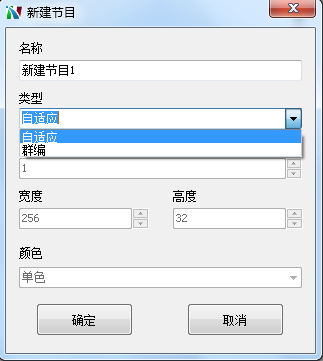 新建节目
名称
新建节目1
类型
自适应
自适应
群编
1
宽度 高度
256 32
颜色
单色
确定 取消